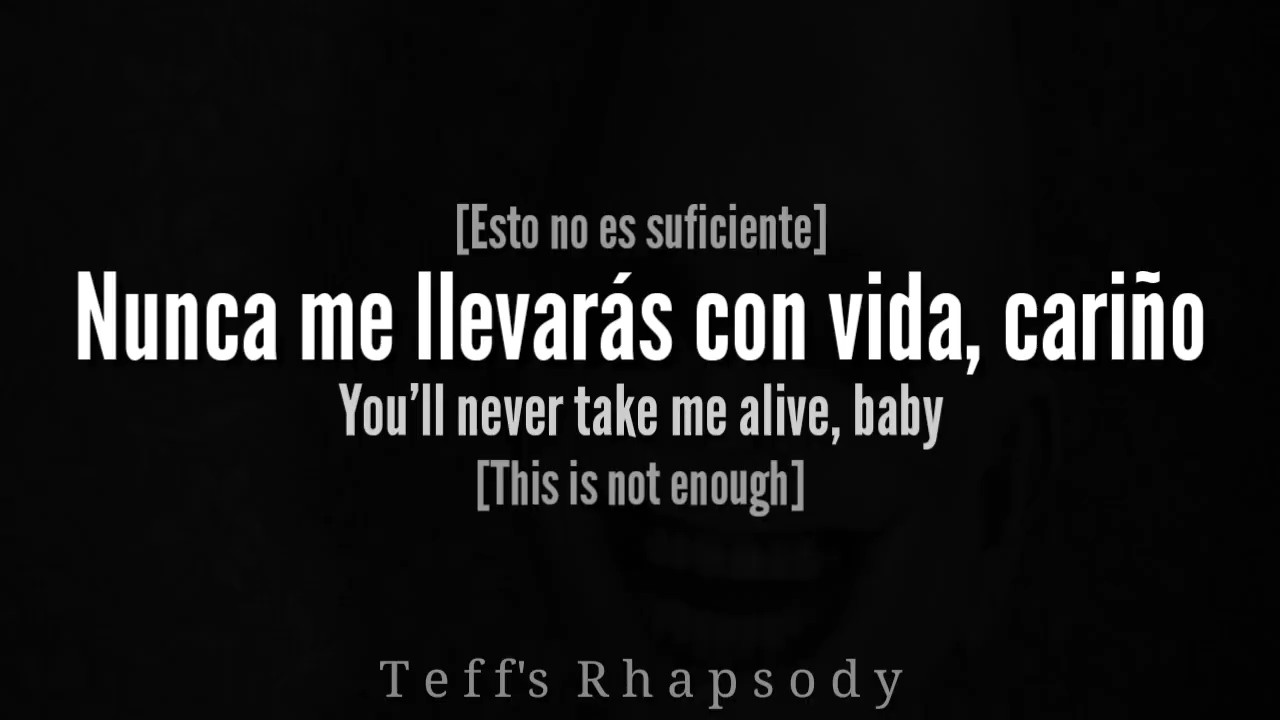 [Esto no es suficiente]
Nunca me llevarás con vida, cariño
You’ll never take me alive, baby
[This is not enough]
Teff's Rhapsody